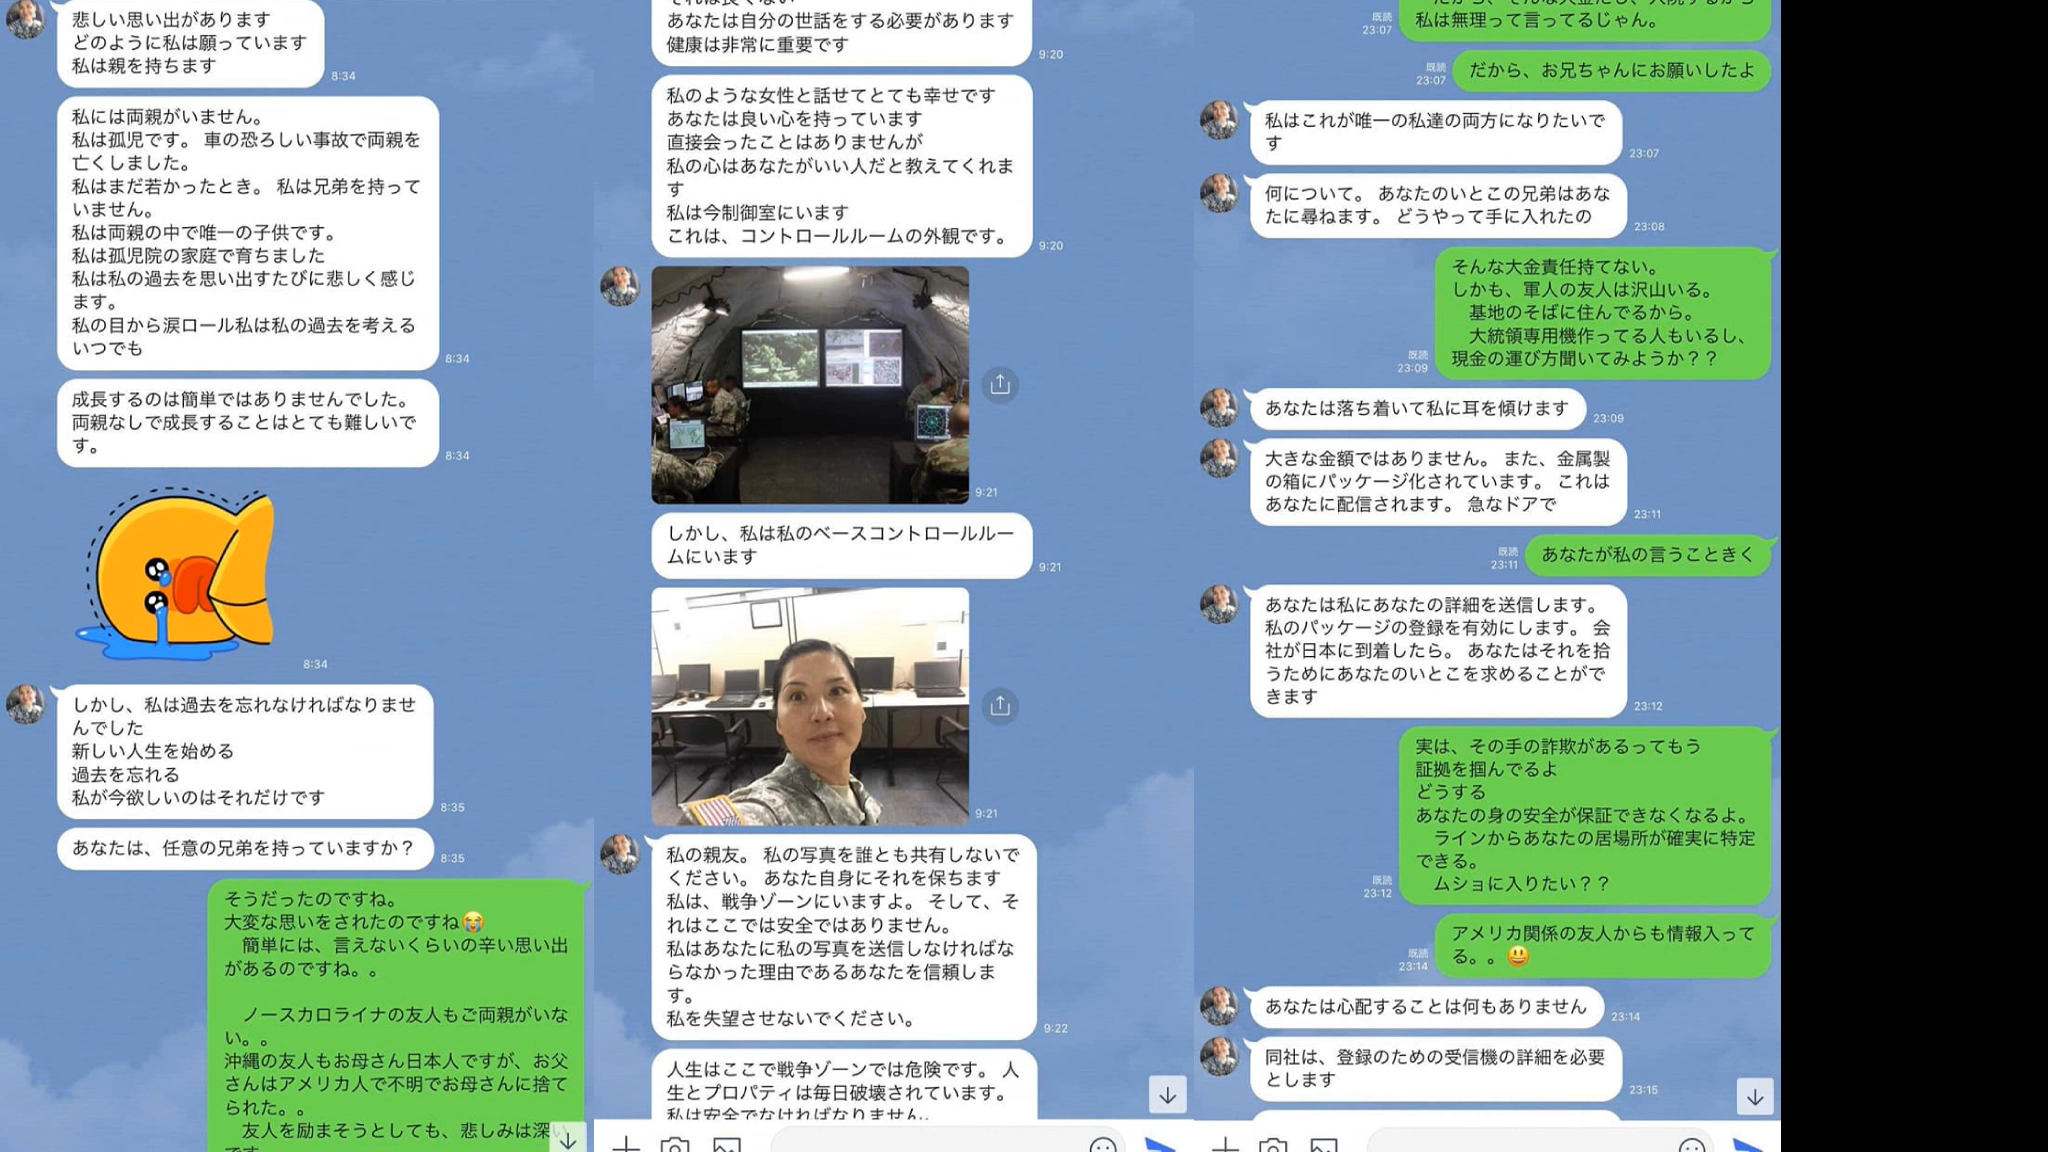 悲しい思い出があります
どのように私は願っています
私は親を持ちます
8:34
私には両親がいません。
私は孤児です。 車の恐ろしい事故で両親を
亡くしました。
私はまだ若かったとき。 私は兄弟を持って
いません。
私は両親の中で唯一の子供です。
私は孤児院の家庭で育ちました
私は私の過去を思い出すたびに悲しく感じ
ます。
私の目から涙ロール私は私の過去を考える
いつでも
8:34
成長するのは簡単ではありませんでした。
両親なしで成長することはとても難しいで
す。
8:34
8:34
しかし、私は過去を忘れなければなりませ
んでした
新しい人生を始める
過去を忘れる
私が今欲しいのはそれだけです
8:35
あなたは、任意の兄弟を持っていますか？
8:35
そうだったのですね。
大変な思いをされたのですね😭
簡単には、言えないくらいの辛い思い出
があるのですね。。
ノースカロライナの友人もご両親がいな
い。。
沖縄の友人もお母さん日本人ですが、お父
さんはアメリカ人で不明でお母さんに捨て
られた。。
友人を励まそうとしても、悲しみは深い
あなたは自分の世話をする必要があります
健康は非常に重要です
9:20
私のような女性と話せてとても幸せです
あなたは良い心を持っています
直接会ったことはありませんが
私の心はあなたがいい人だと教えてくれま
す
私は今制御室にいます
これは、コントロールルームの外観です。
9:20
9:21
しかし、私は私のベースコントロールルー
ムにいます
9:21
9:21
私の親友。 私の写真を誰とも共有しないで
ください。 あなた自身にそれを保ちます
私は、戦争ゾーンにいますよ。 そして、そ
れはここでは安全ではありません。
私はあなたに私の写真を送信しなければな
らなかった理由であるあなたを信頼しま
す。
私を失望させないでください。
9:22
人生はここで戦争ゾーンでは危険です。 人
生とプロパティは毎日破壊されています。
私は安全でなければなりません。
私は無理って言ってるじゃん。
既読
23:07
だから、お兄ちゃんにお願いしたよ
既読
23:07
私はこれが唯一の私達の両方になりたいで
す
23:07
何について。 あなたのいとこの兄弟はあな
たに尋ねます。 どうやって手に入れたの
23:08
そんな大金責任持てない。
しかも、軍人の友人は沢山いる。
基地のそばに住んでるから。
大統領専用機作ってる人もいるし、
現金の運び方聞いてみようか？？
既読
23:09
あなたは落ち着いて私に耳を傾けます
23:09
大きな金額ではありません。 また、金属製
の箱にパッケージ化されています。 これは
あなたに配信されます。 急なドアで
23:11
あなたが私の言うこときく
既読
23:11
あなたは私にあなたの詳細を送信します。
私のパッケージの登録を有効にします。 会
社が日本に到着したら。 あなたはそれを拾
うためにあなたのいとこを求めることがで
きます
23:12
実は、その手の詐欺があるってもう
証拠を掴んでるよ
どうする
あなたの身の安全が保証できなくなるよ。
ラインからあなたの居場所が確実に特定
できる。
ムショに入りたい？？
既読
23:12
アメリカ関係の友人からも情報入って
る。。😃
既読
23:14
あなたは心配することは何もありません
23:14
同社は、登録のための受信機の詳細を必要
とします
23:15